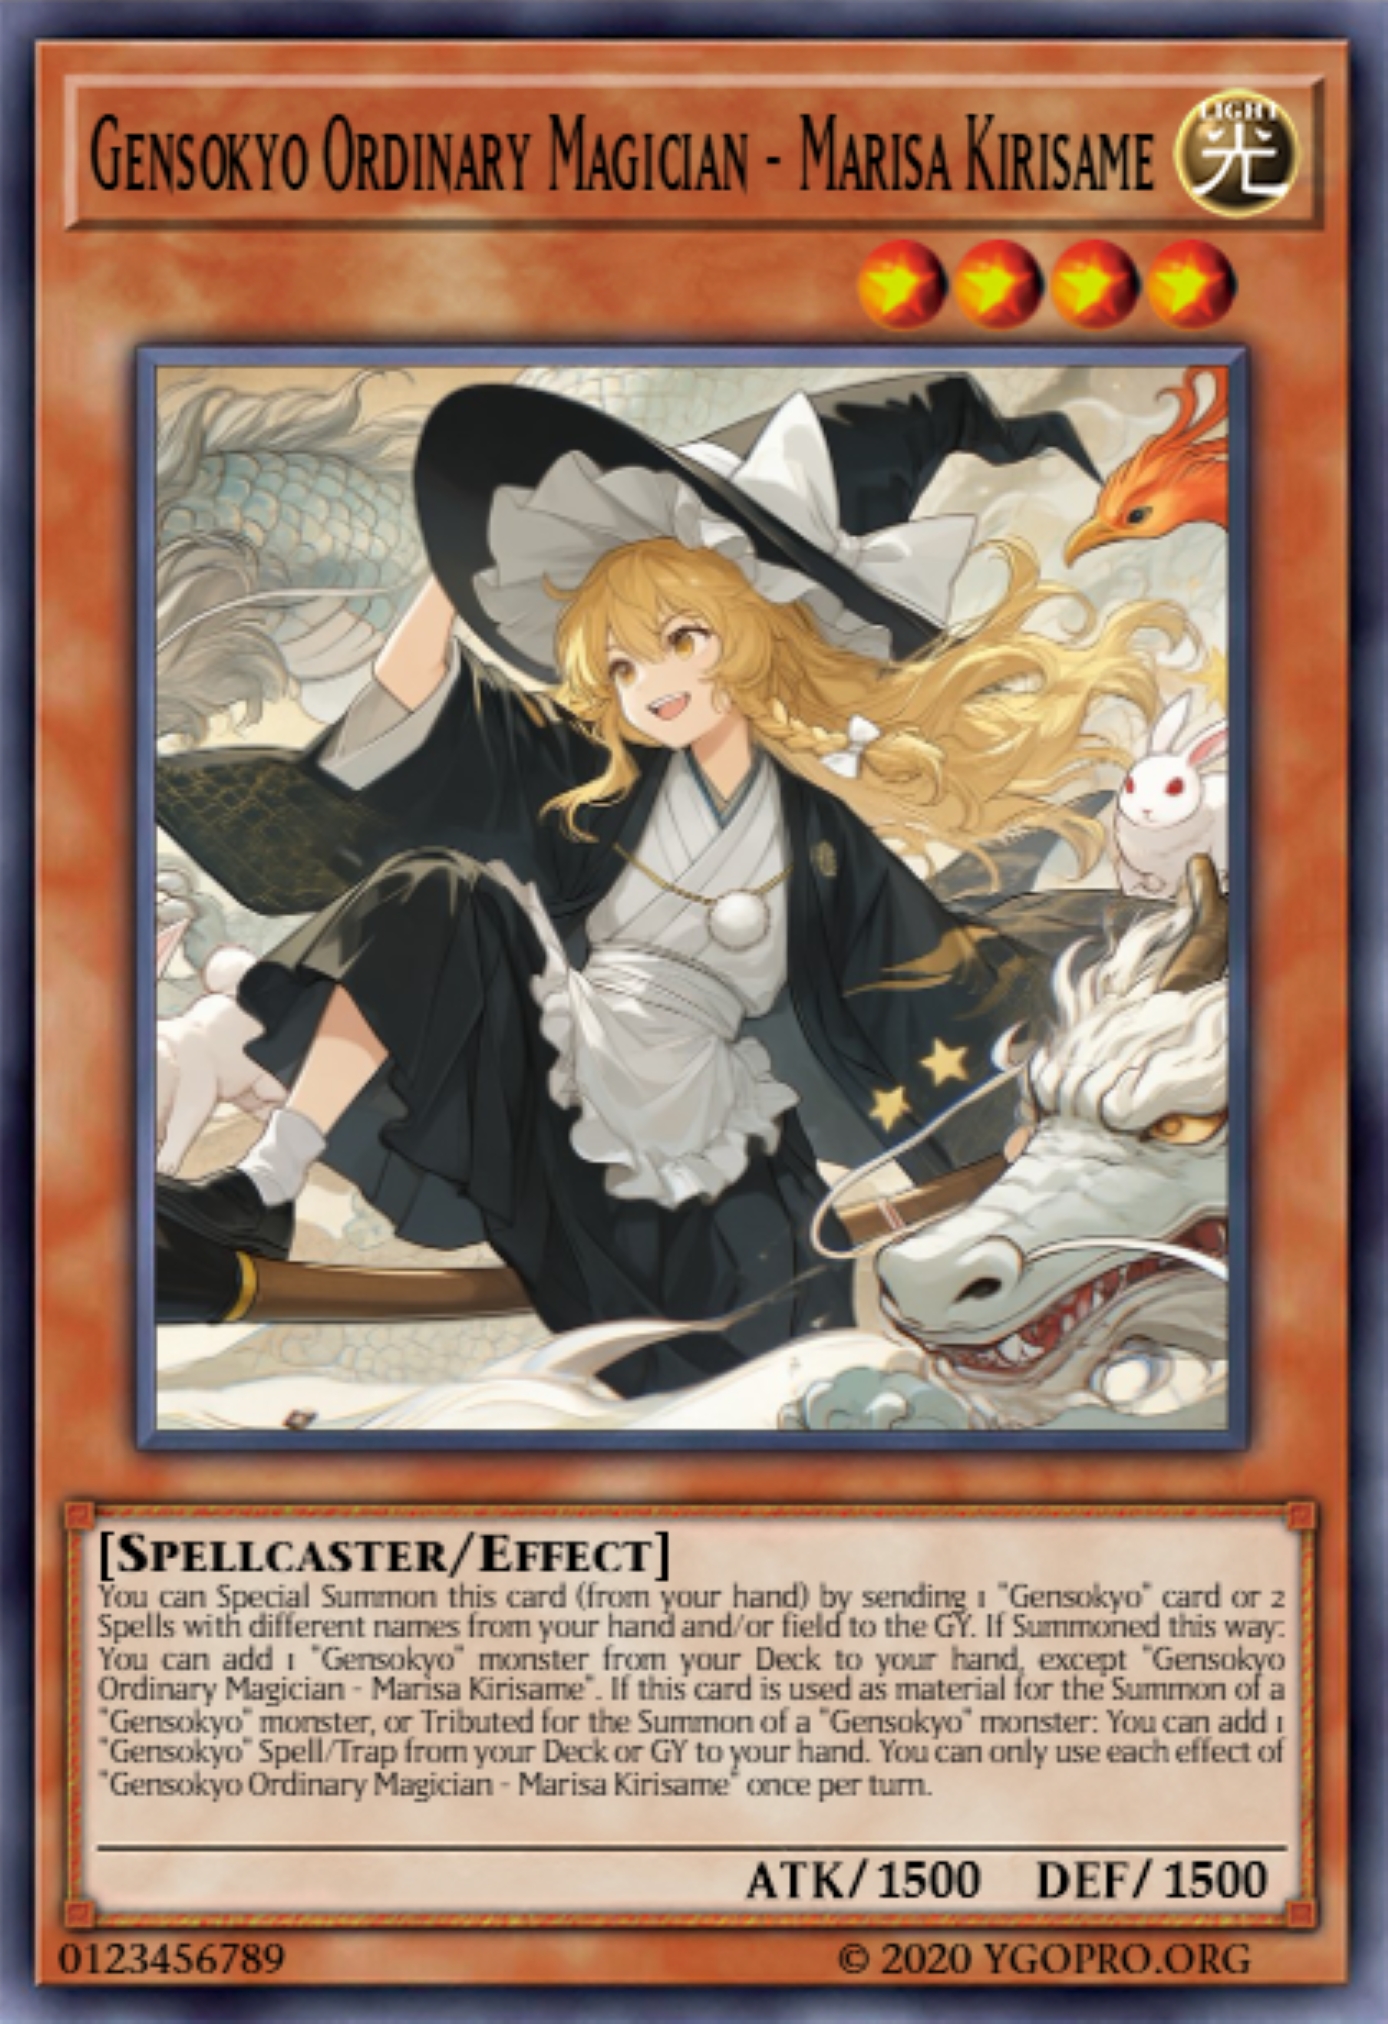 Gensokyo Ordinary Magician - Marisa Kirisame
LIGHT
光
[Spellcaster/Effect]
You can Special Summon this card (from your hand) by sending 1 "Gensokyo" card or 2
Spells with different names from your hand and/or field to the GY. If Summoned this way:
You can add 1 "Gensokyo" monster from your Deck to your hand, except "Gensokyo
Ordinary Magician - Marisa Kirisame". If this card is used as material for the Summon of a
"Gensokyo" monster, or Tributed for the Summon of a "Gensokyo" monster: You can add 1
"Gensokyo" Spell/Trap from your Deck or GY to your hand. You can only use each effect of
"Gensokyo Ordinary Magician - Marisa Kirisame" once per turn.
ATK/1500 DEF/1500
0123456789
© 2020 YGOPRO.ORG